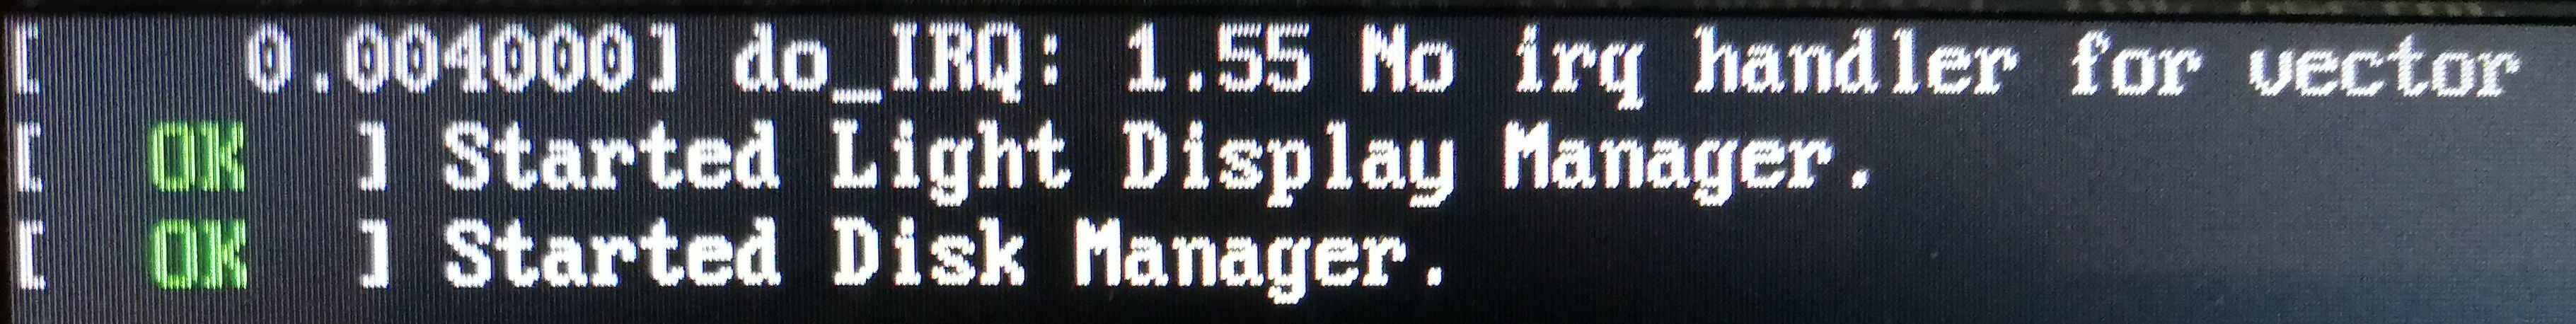 [    0.004000] do_IRQ: 1.55 No irq handler for vector
[  OK  ] Started Light Display Manager.
[  OK  ] Started Disk Manager.